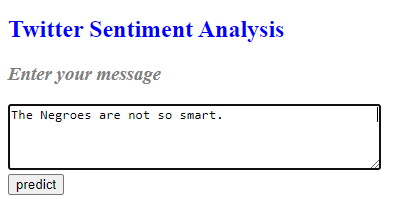 Twitter Sentiment Analysis
Enter your message
The Negroes are not so smart.
predict